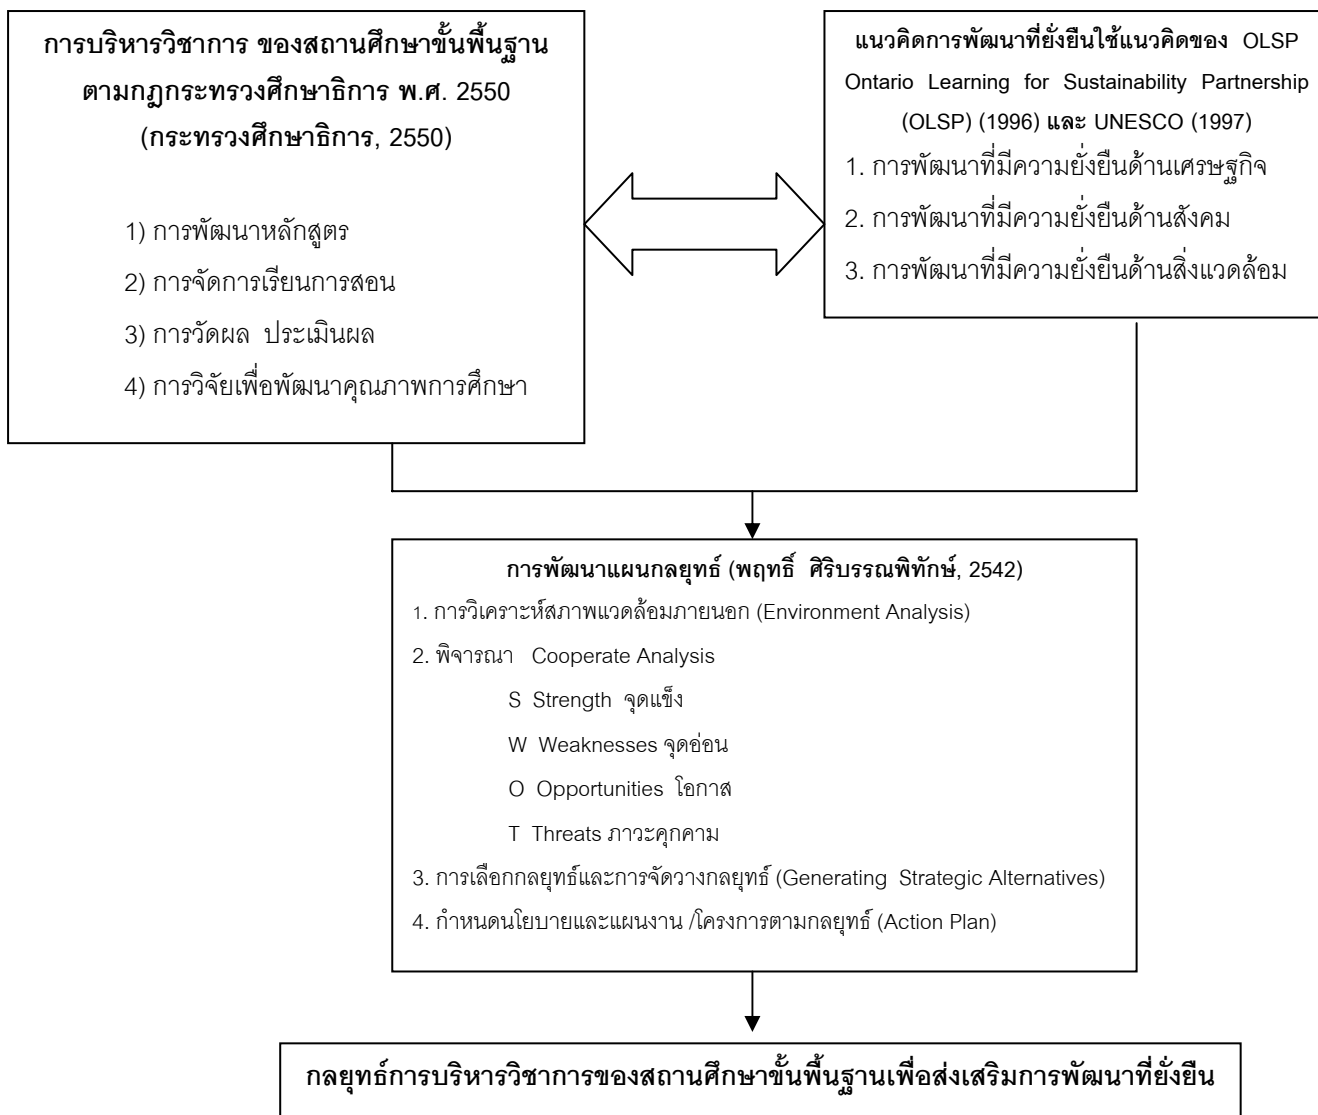 การบริหารวิชาการ ของสถานศึกษาขั้นพื้นฐาน
ตามกฎกระทรวงศึกษาธิการ พ.ศ. 2550
(กระทรวงศึกษาธิการ, 2550)
1) การพัฒนาหลักสูตร
2) การจัดการเรียนการสอน
3) การวัดผล ประเมินผล
4) การวิจัยเพื่อพัฒนาคุณภาพการศึกษา
แนวคิดการพัฒนาที่ยั่งยืนใช้แนวคิดของ OLSP
Ontario Learning for Sustainability Partnership
(OLSP) (1996) และ UNESCO (1997)
1. การพัฒนาที่มีความยั่งยืนด้านเศรษฐกิจ
2. การพัฒนาที่มีความยั่งยืนด้านสังคม
3. การพัฒนาที่มีความยั่งยืนด้านสิ่งแวดล้อม
การพัฒนาแผนกลยุทธ์ (พฤทธิ์ ศิริบรรณพิทักษ์, 2542)
1. การวิเคราะห์สภาพแวดล้อมภายนอก (Environment Analysis)
2. พิจารณา Cooperate Analysis
S Strength จุดแข็ง
W Weaknesses จุดอ่อน
O Opportunities โอกาส
T Threats ภาวะคุกคาม
3. การเลือกกลยุทธ์และการจัดวางกลยุทธ์ (Generating Strategic Alternatives)
4. กำหนดนโยบายและแผนงาน /โครงการตามกลยุทธ์ (Action Plan)
กลยุทธ์การบริหารวิชาการของสถานศึกษาขั้นพื้นฐานเพื่อส่งเสริมการพัฒนาที่ยั่งยืน